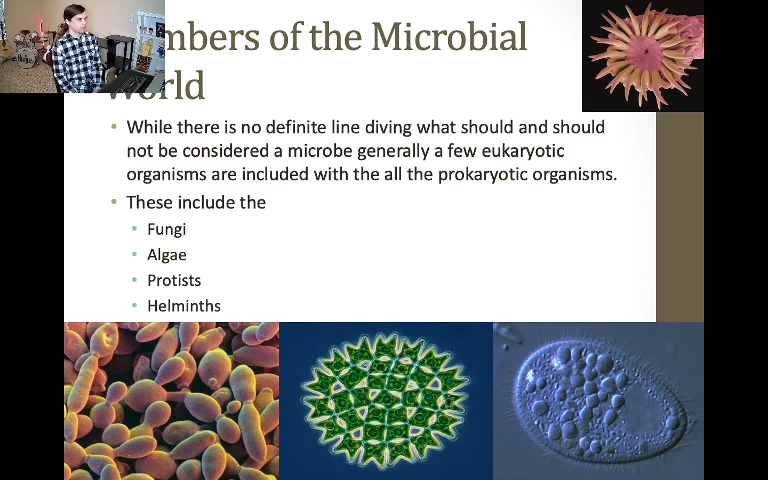 mbers of the Microbial
World
While there is no definite line diving what should and should
not be considered a microbe generally a few eukaryotic
organisms are included with the all the prokaryotic organisms.
These include the
Fungi
Algae
Protists
Helminths